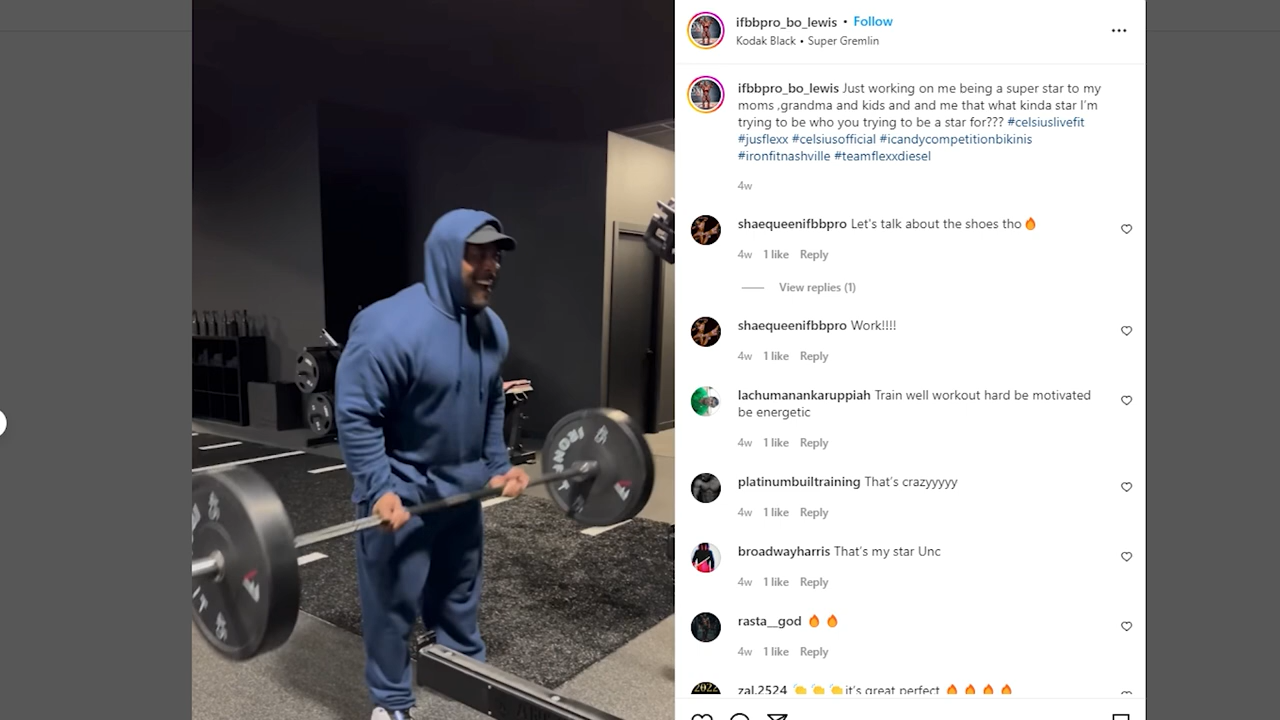 ifbbpro_bo_lewis • Follow
Kodak Black • Super Gremlin
ifbbpro_bo_lewis Just working on me being a super star to my
moms ,grandma and kids and and me that what kinda star I'm
trying to be who you trying to be a star for??? #celsiuslivefit
#jusflexx #celsiusofficial #icandycompetitionbikinis
#ironfitnashville #teamflexxdiesel
4w
shaequeenifbbpro Let's talk about the shoes tho🔥
4w 1 like Reply
View replies (1)
shaequeenifbbpro Work!!!!
4w 1 like Reply
lachumanankaruppiah Train well workout hard be motivated
be energetic
4w 1 like Reply
platinumbuiltraining That's crazyyyyy
4w 1 like Reply
broadwayharris That's my star Unc
4w 1 like Reply
rasta__god 🔥 🔥
4w 1 like Reply
2022
zal.2524 👏 👏 👏it's great perfect 🔥 🔥 🔥 🔥